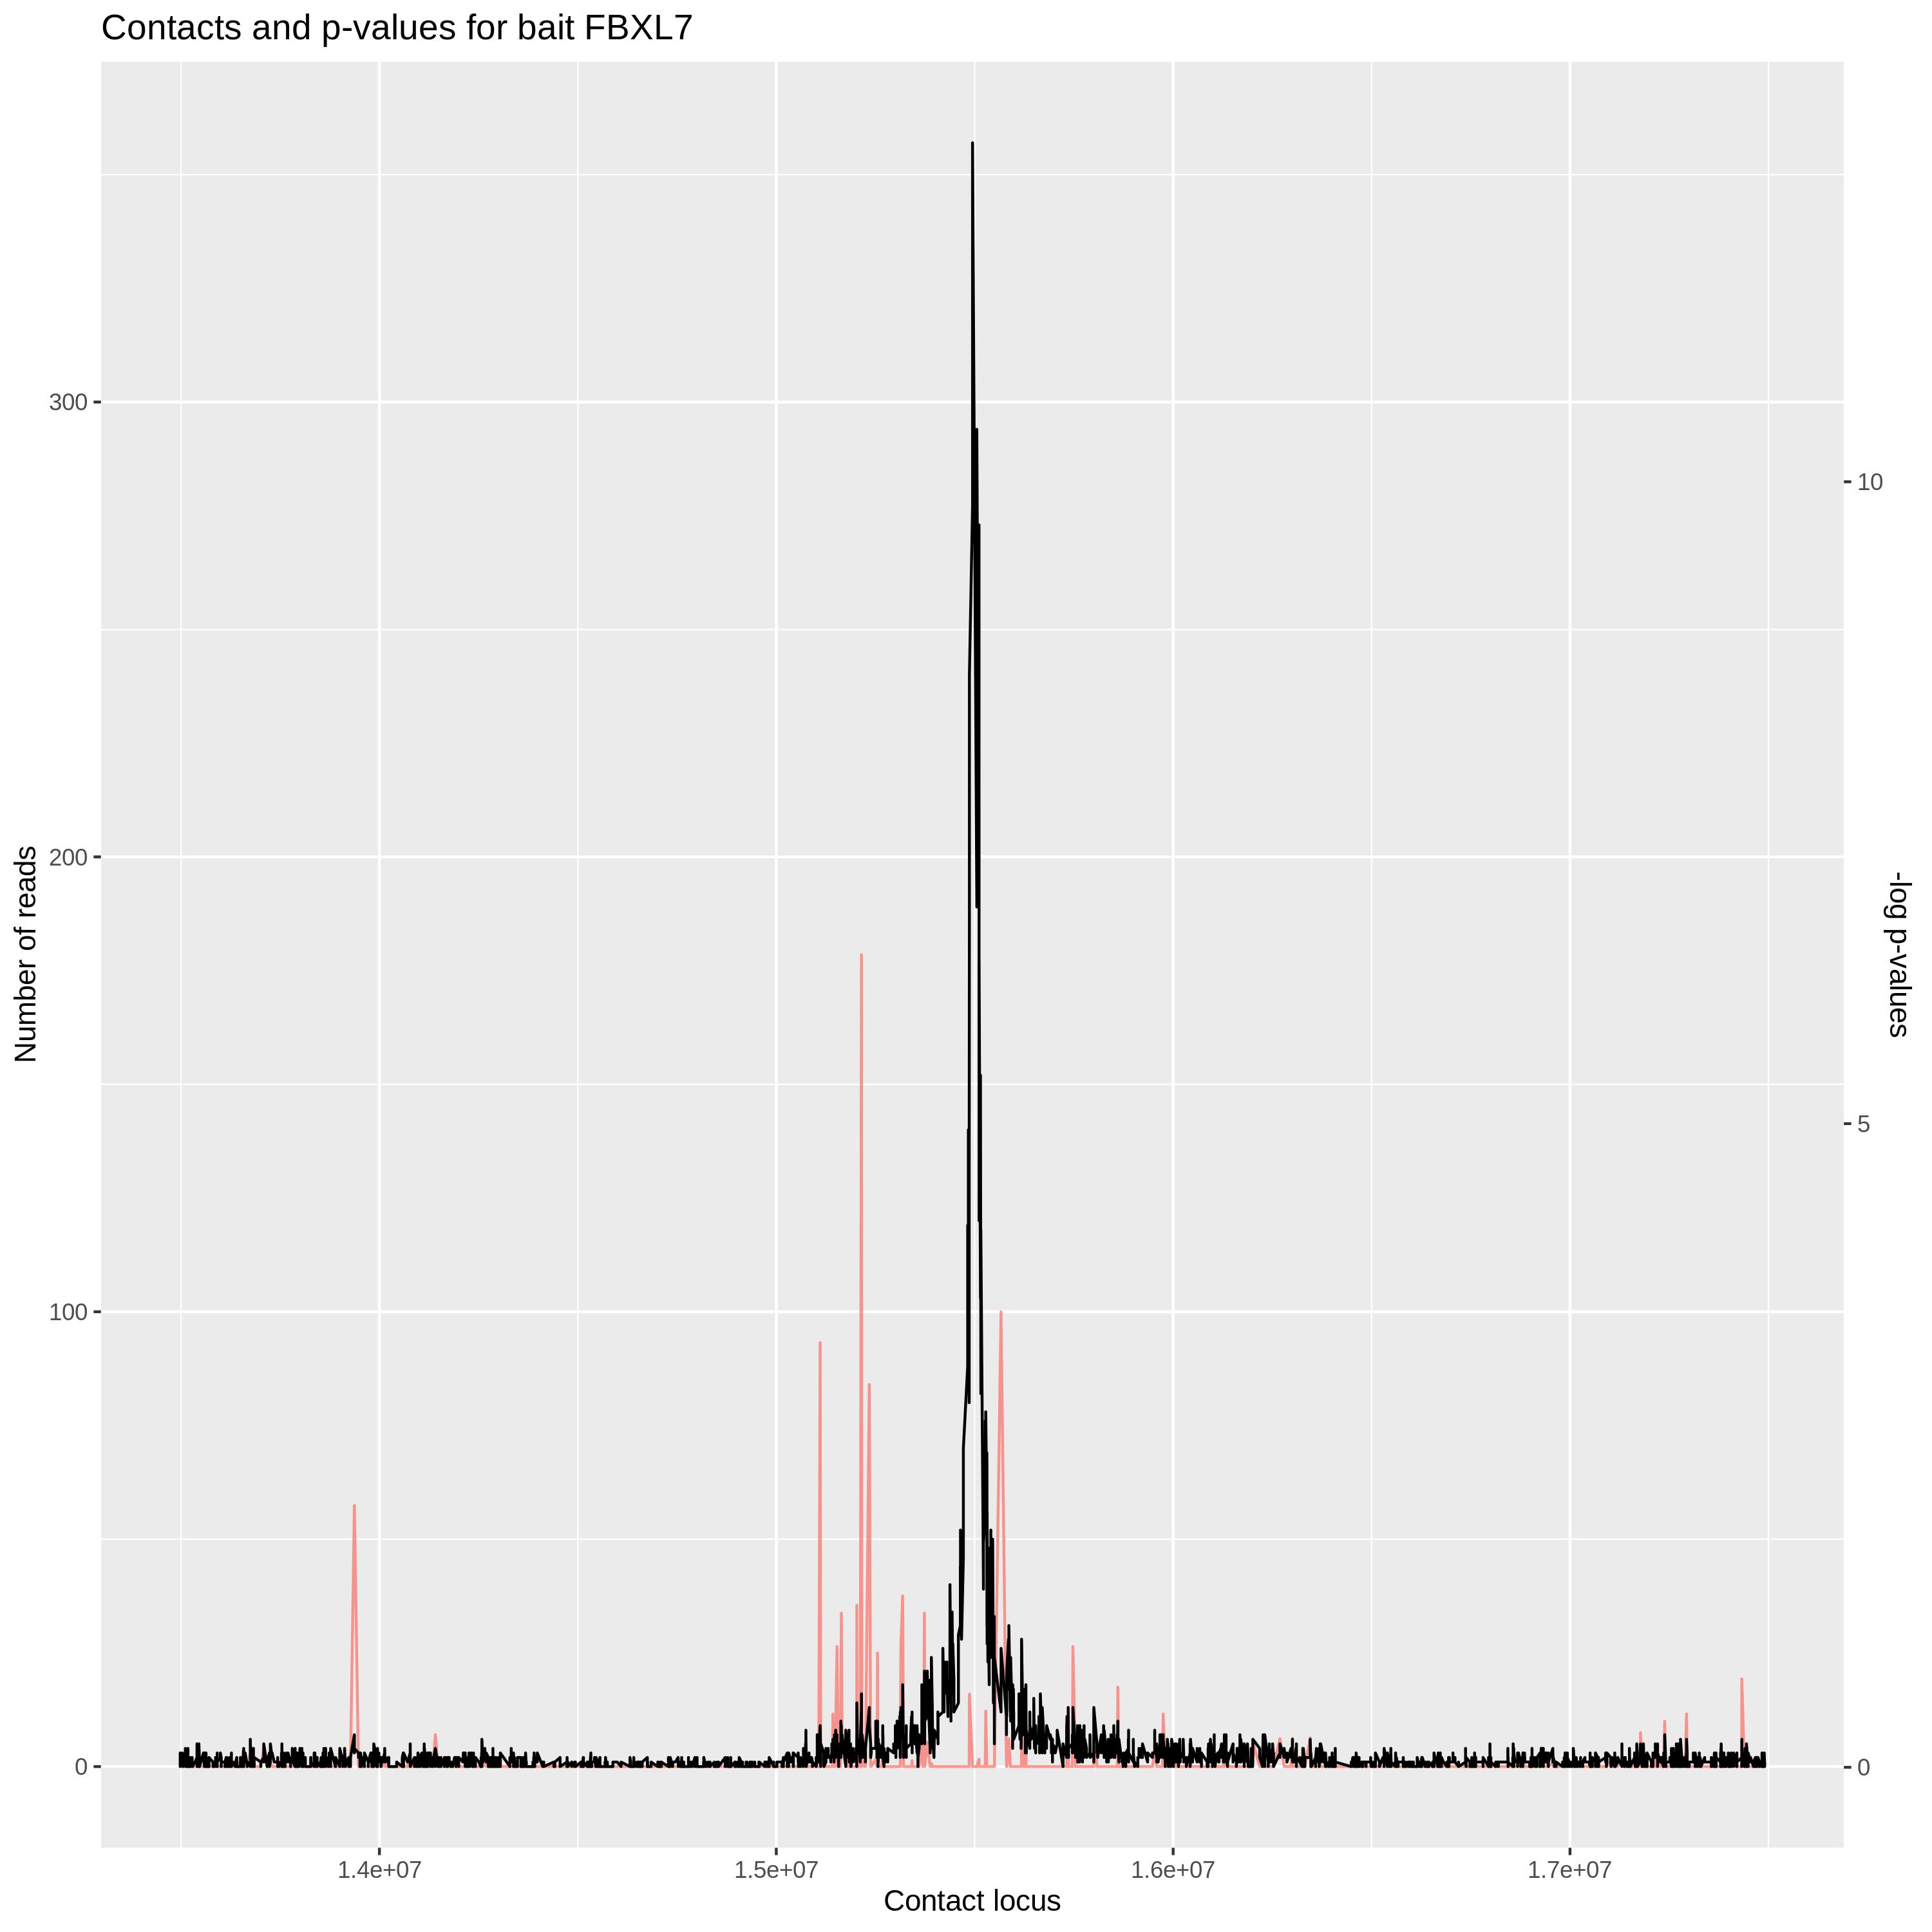 Contacts and p-values for bait FBXL7
300
200
100
0
Number of reads
10
5
0
-log p-values
1.4e+07
1.5e+07
1.6e+07
1.7e+07
Contact locus